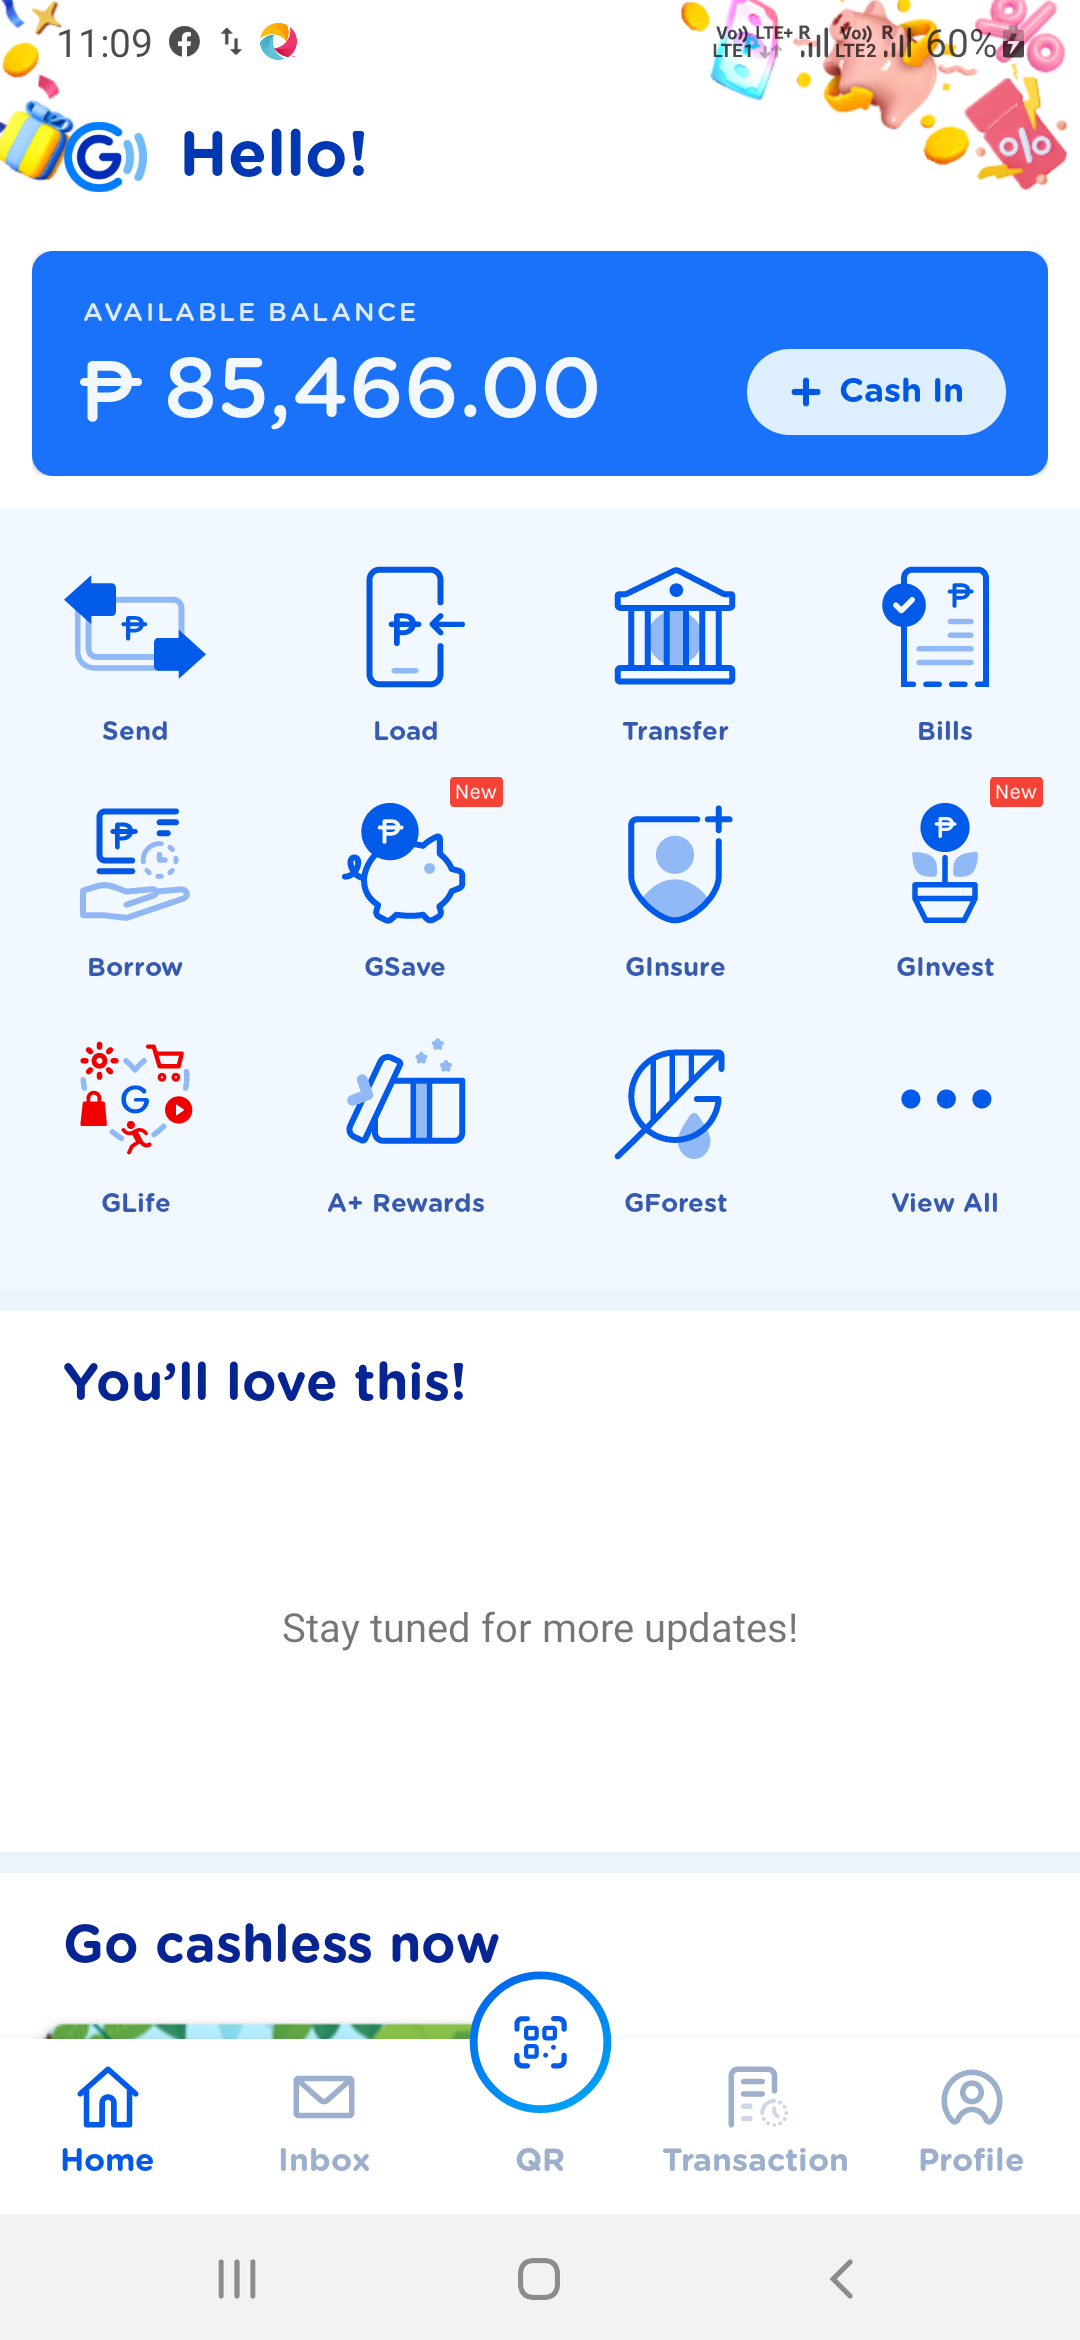 11:09
Vo)) LTE+ R Vo)) R
LTE1 LTE2 60%
Hello!
AVAILABLE BALANCE
₱ 85,466.00
+ Cash In
Send Load Transfer Bills
New New
Borrow GSave GInsure GInvest
GLife A+ Rewards GForest View All
You’ll love this!
Stay tuned for more updates!
Go cashless now
Home Inbox QR Transaction Profile